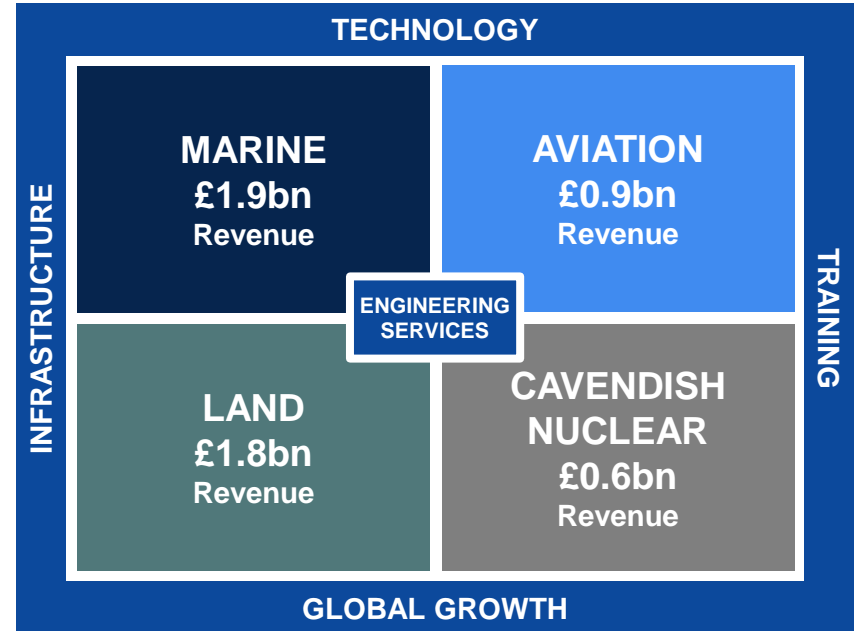 TECHNOLOGY
INFRASTRUCTURE
MARINE
£1.9bn
Revenue
AVIATION
£0.9bn
Revenue
ENGINEERING
SERVICES
LAND
£1.8bn
Revenue
CAVENDISH
NUCLEAR
£0.6bn
Revenue
TRAINING
GLOBAL GROWTH